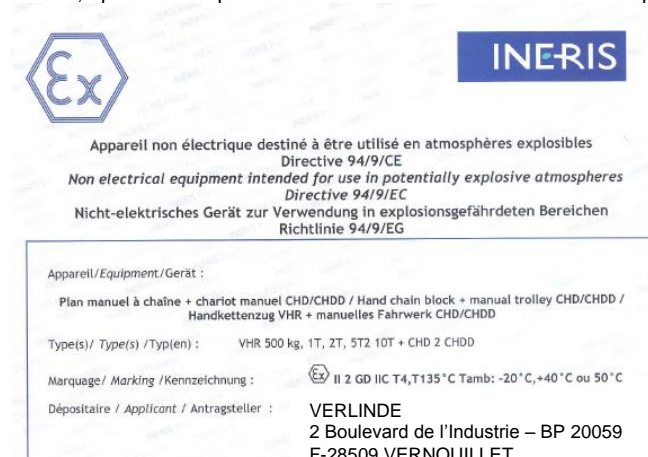 Ex
INERIS
Appareil non électrique destiné à être utilisé en atmosphères explosibles
Directive 94/9/CE
Non electrical equipment intended for use in potentially explosive atmospheres
Directive 94/9/EC
Nicht-elektrisches Gerät zur Verwendung in explosionsgefährdeten Bereichen
Richtlinie 94/9/EG
Appareil/Equipment/Gerät :
Plan manuel à chaîne + chariot manuel CHD/CHDD / Hand chain block + manual trolley CHD/CHDD /
Handkettenzug VHR + manuelles Fahrwerk CHD/CHDD
Type(s)/ Type(s) /Typ(en) : VHR 500 kg, 1T, 2T, 5T2 10T + CHD 2 CHDD
Marquage/ Marking /Kennzeichnung : Ex II 2 GD IIC T4,T135°C Tamb: -20°C,+40°C ou 50°C
Dépositaire / Applicant / Antragsteller : VERLINDE
2 Boulevard de l'Industrie – BP 20059
F-28509 VERNOUILLET